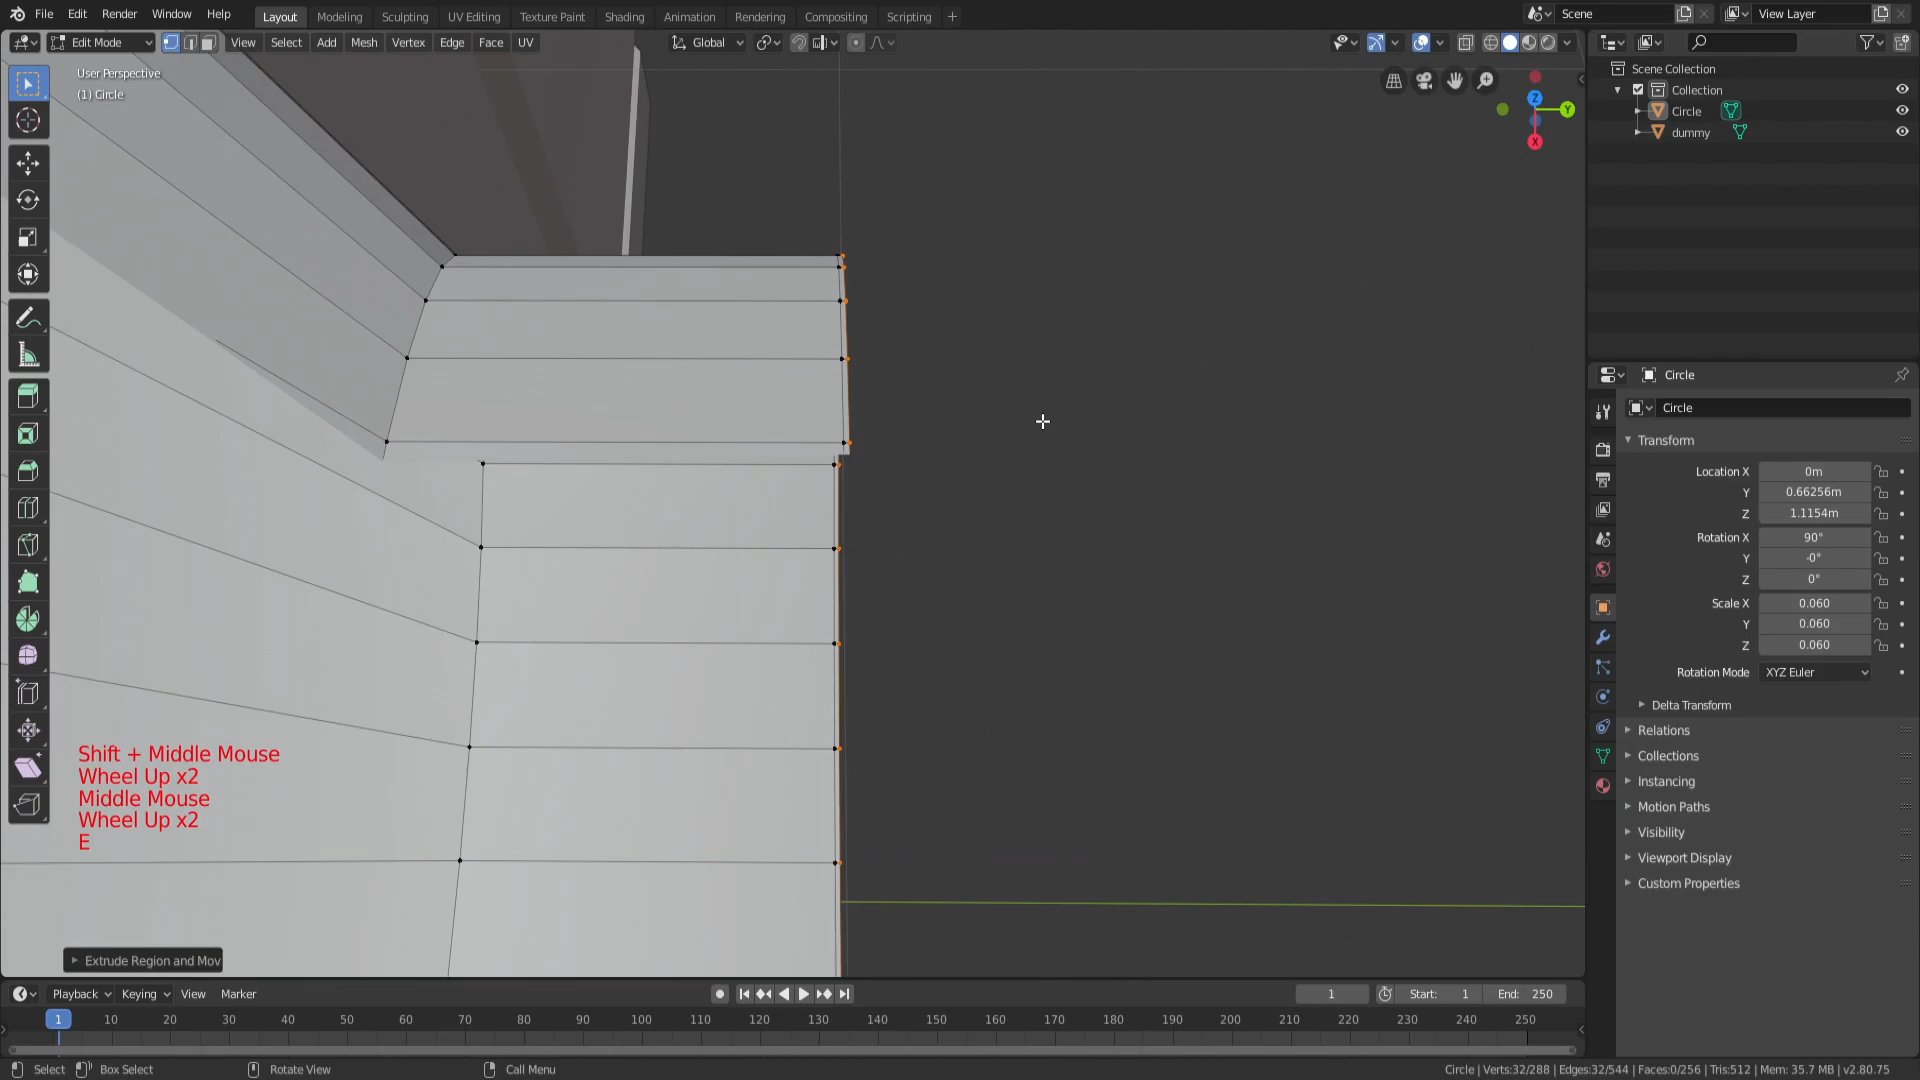 File Edit Render Window Help Layout Modeling Sculpting UV Editing Texture Paint Shading Animation Rendering Compositing Scripting + Scene View Layer
Edit Mode View Select Add Mesh Vertex Edge Face UV Global
User Perspective
(1) Circle
Z
Y
X
Scene Collection
Collection
Circle
dummy
Circle
Circle
Transform
Location X 0m
Y 0.66256m
Z 1.1154m
Rotation X 90°
Y -0°
Z 0°
Scale X 0.060
Y 0.060
Z 0.060
Rotation Mode XYZ Euler
Delta Transform
Relations
Collections
Instancing
Motion Paths
Visibility
Viewport Display
Custom Properties
Shift + Middle Mouse
Wheel Up x2
Middle Mouse
Wheel Up x2
E
Extrude Region and Mov
Playback Keying View Marker 1 Start: 1 End: 250
1 10 20 30 40 50 60 70 80 90 100 110 120 130 140 150 160 170 180 190 200 210 220 230 240 250
Select Box Select Rotate View Call Menu Circle | Verts:32/288 | Edges:32/544 | Faces:0/256 | Tris:512 | Mem: 35.7 MB | v2.80.75